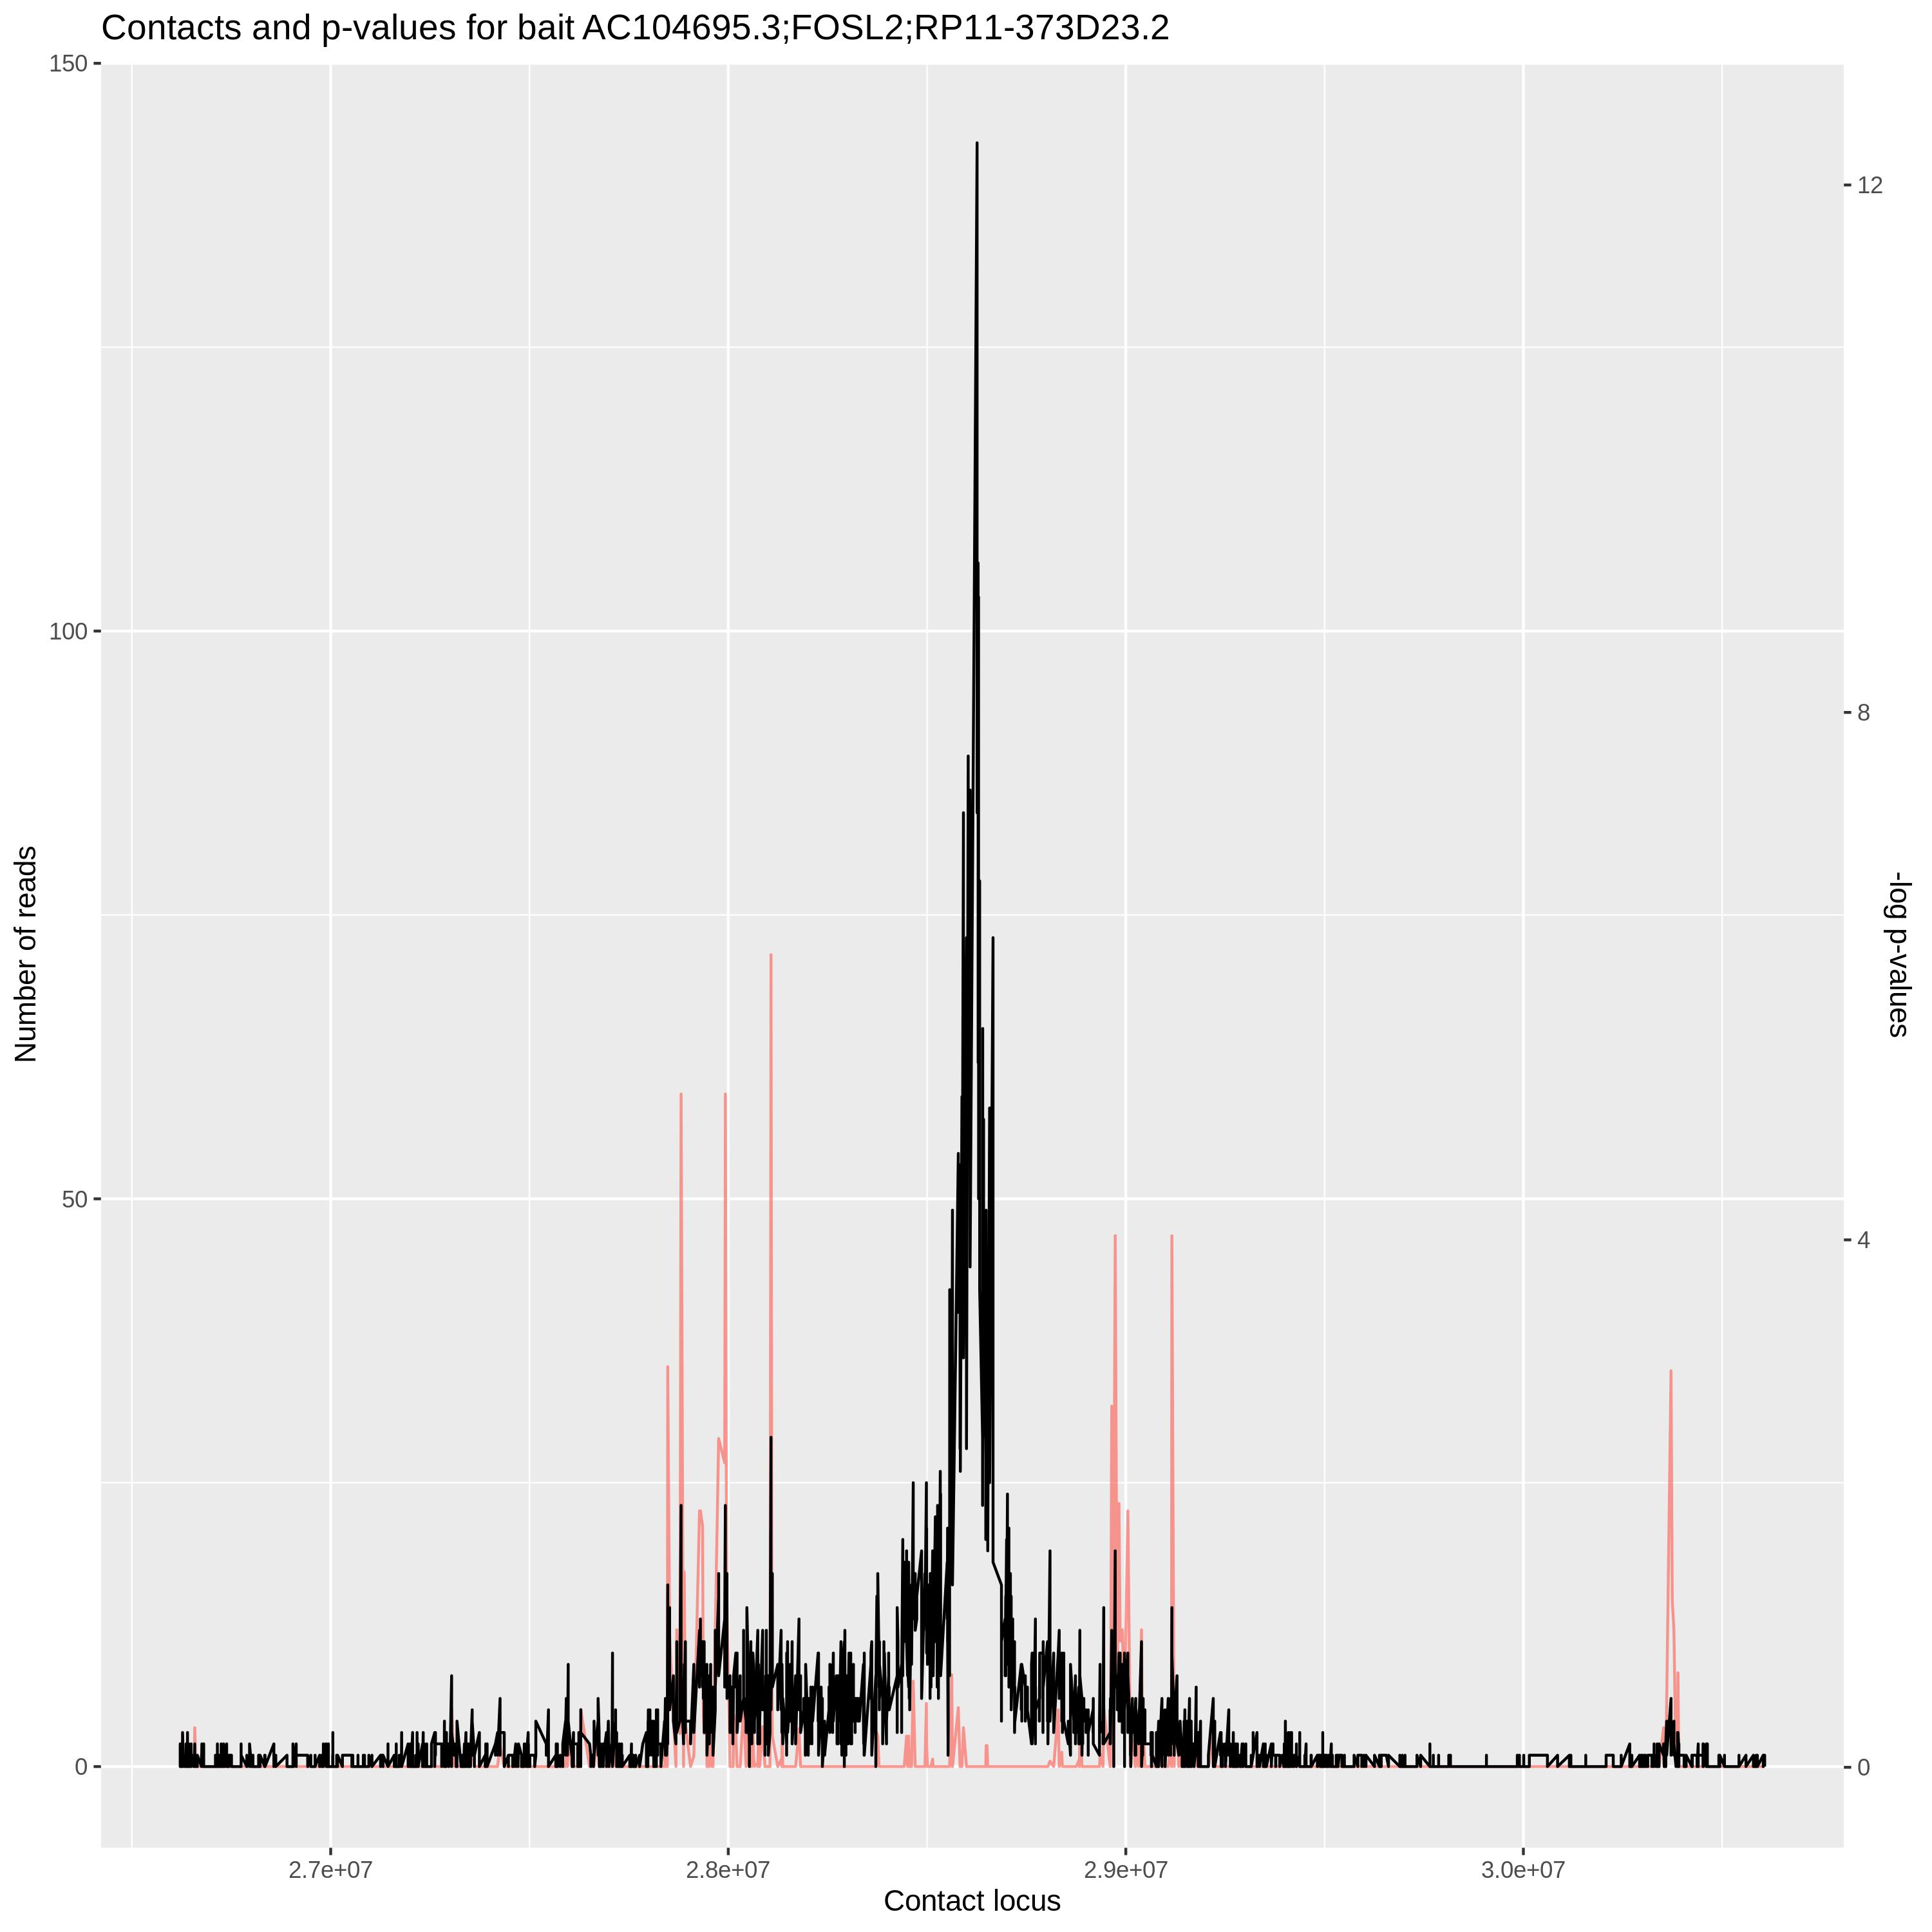 Contacts and p-values for bait AC104695.3;FOSL2;RP11-373D23.2
150
100
50
0
Number of reads
12
8
4
0
-log p-values
2.7e+07
2.8e+07
2.9e+07
3.0e+07
Contact locus